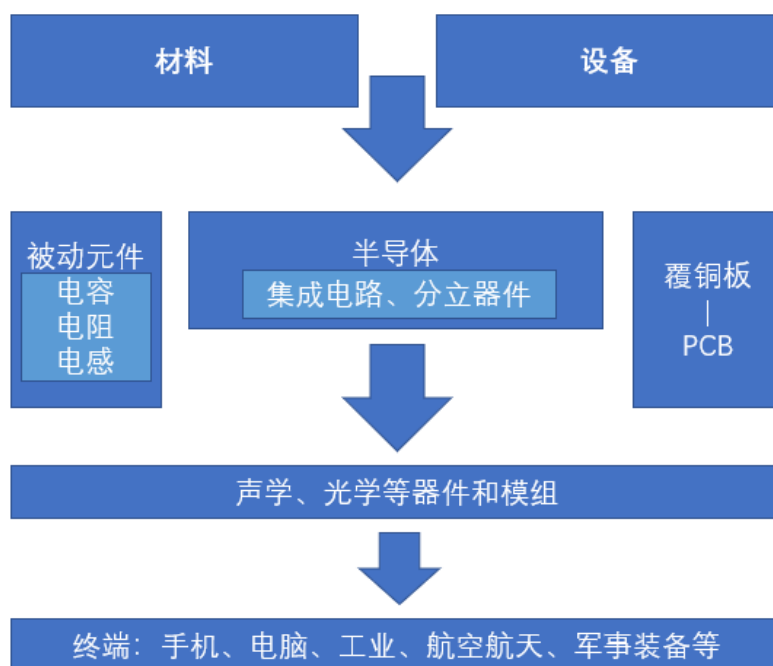 材料
设备
被动元件
电容
电阻
电感
半导体
集成电路、分立器件
覆铜板
|
PCB
声学、光学等器件和模组
终端：手机、电脑、工业、航空航天、军事装备等